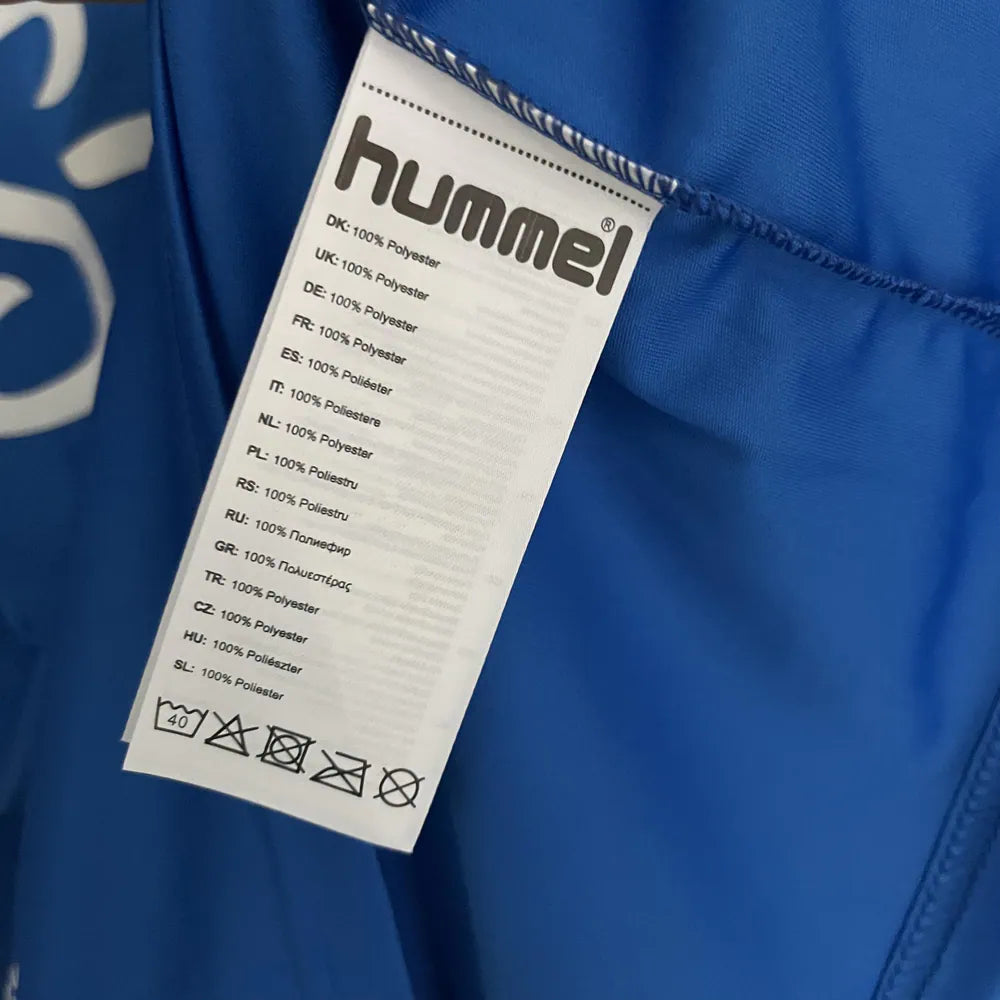 hummel®
DK: 100% Polyester
UK: 100% Polyester
DE: 100% Polyester
FR: 100% Polyester
ES: 100% Poliéster
IT: 100% Poliestere
NL: 100% Polyester
PL: 100% Poliestru
RS: 100% Poliestru
RU: 100% Полиефир
GR: 100% Πολυεστέρας
TR: 100% Polyester
CZ: 100% Polyester
HU: 100% Poliészter
SL: 100% Poliester
40